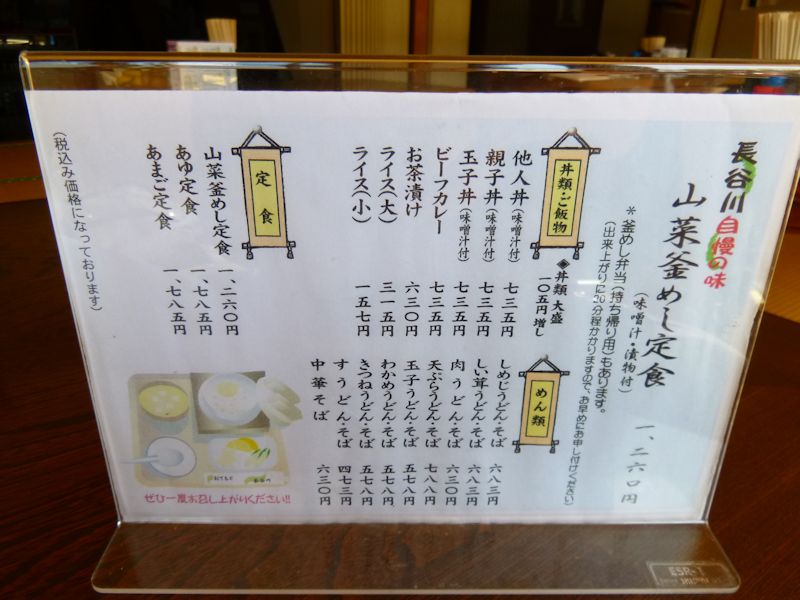 長谷川自慢の味
山菜釜めし定食
(味噌汁・漬物付)
一、二六〇円
*釜めし弁当(持ち帰り用)もあります。
(出来上がりに20分程かかりますので、お早めにお申し付けください)
丼類・ご飯物
◈丼類 大盛
一〇五円増し
他人丼(味噌汁付) 七三五円
親子丼(味噌汁付) 七三五円
玉子丼(味噌汁付) 七三五円
ビーフカレー 七三五円
お茶漬け 六三〇円
ライス(大) 三一五円
ライス(小) 一五七円
めん類
しめじうどん・そば 六八三円
しい茸うどん・そば 六八三円
肉うどん・そば 六三〇円
天ぷらうどん・そば 七八八円
玉子うどん・そば 五七八円
わかめうどん・そば 五七八円
きつねうどん・そば 五七八円
すうどん・そば 四七三円
中華そば 六三〇円
定食
山菜釜めし定食 一、二六〇円
あゆ定食 一、七八五円
あまご定食 一、七八五円
(税込み価格になっております)
ぜひ一度お召し上がりください!!